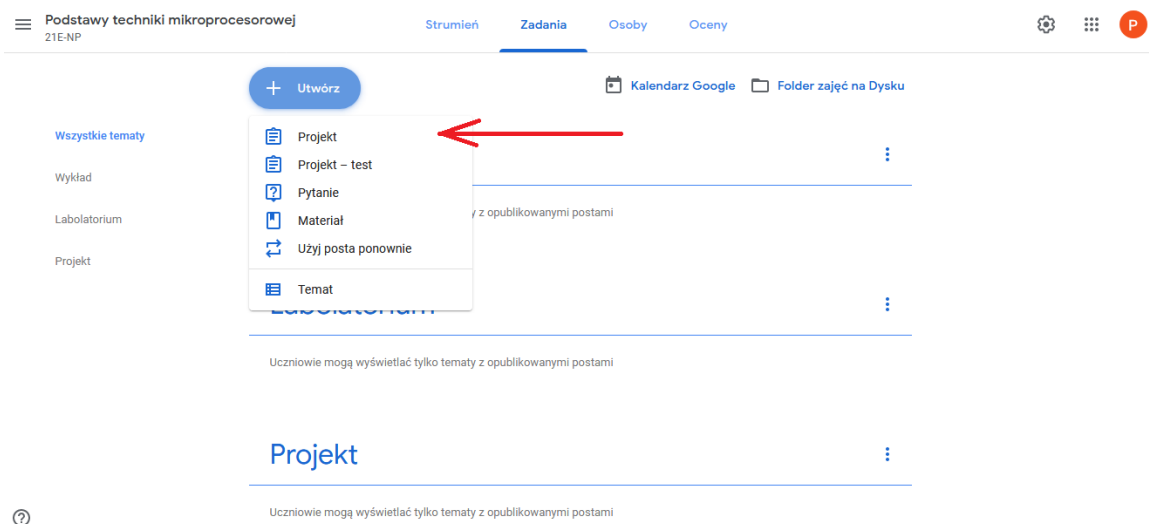 Podstawy techniki mikroprocesorowej
21E-NP
Strumień Zadania Osoby Oceny
P
Utwórz
Kalendarz Google Folder zajęć na Dysku
Wszystkie tematy
Wykład
Labolatorium
Projekt
Projekt
Projekt – test
Pytanie
Materiał
Użyj posta ponownie
Temat
y z opublikowanymi postami
Labolatorium
Uczniowie mogą wyświetlać tylko tematy z opublikowanymi postami
Projekt
Uczniowie mogą wyświetlać tylko tematy z opublikowanymi postami